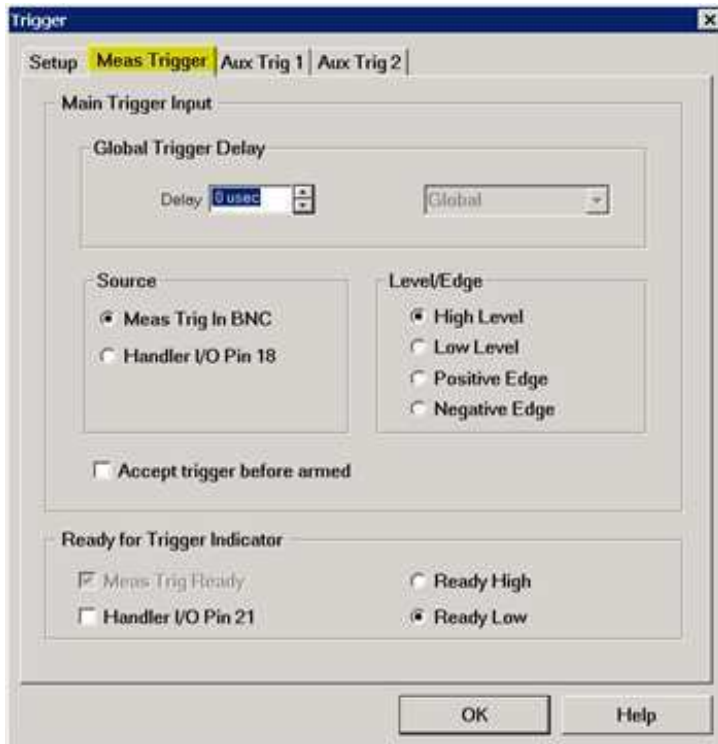 Trigger
Setup Meas Trigger Aux Trig 1 Aux Trig 2
Main Trigger Input
Global Trigger Delay
Delay 0 usec Global
Source Level/Edge
Meas Trig In BNC High Level
Handler I/O Pin 18 Low Level
Positive Edge
Negative Edge
Accept trigger before armed
Ready for Trigger Indicator
Meas Trig Ready Ready High
Handler I/O Pin 21 Ready Low
OK Help